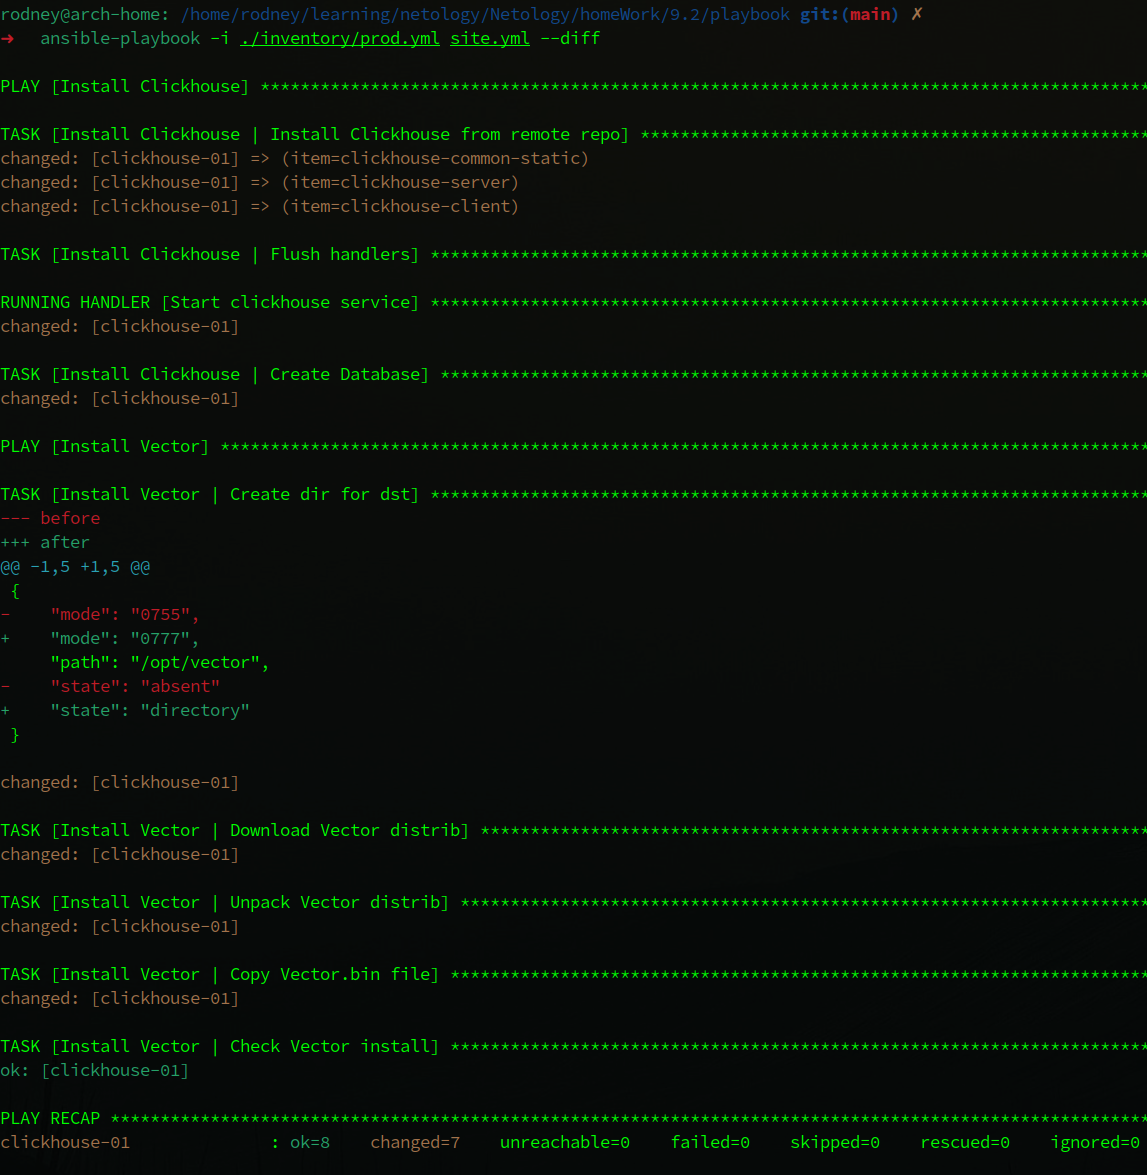 rodney@arch-home: /home/rodney/learning/netology/Netology/homeWork/9.2/playbook git:(main) ✗
➜  ansible-playbook -i ./inventory/prod.yml site.yml --diff
PLAY [Install Clickhouse] *****************************************************************************************
TASK [Install Clickhouse | Install Clickhouse from remote repo] ***************************************************
changed: [clickhouse-01] => (item=clickhouse-common-static)
changed: [clickhouse-01] => (item=clickhouse-server)
changed: [clickhouse-01] => (item=clickhouse-client)
TASK [Install Clickhouse | Flush handlers] ************************************************************************
RUNNING HANDLER [Start clickhouse service] ************************************************************************
changed: [clickhouse-01]
TASK [Install Clickhouse | Create Database] ***********************************************************************
changed: [clickhouse-01]
PLAY [Install Vector] *********************************************************************************************
TASK [Install Vector | Create dir for dst] ************************************************************************
--- before
+++ after
@@ -1,5 +1,5 @@
 {
-    "mode": "0755",
+    "mode": "0777",
     "path": "/opt/vector",
-    "state": "absent"
+    "state": "directory"
 }
changed: [clickhouse-01]
TASK [Install Vector | Download Vector distrib] *******************************************************************
changed: [clickhouse-01]
TASK [Install Vector | Unpack Vector distrib] *********************************************************************
changed: [clickhouse-01]
TASK [Install Vector | Copy Vector.bin file] **********************************************************************
changed: [clickhouse-01]
TASK [Install Vector | Check Vector install] **********************************************************************
ok: [clickhouse-01]
PLAY RECAP ********************************************************************************************************
clickhouse-01              : ok=8    changed=7    unreachable=0    failed=0    skipped=0    rescued=0    ignored=0